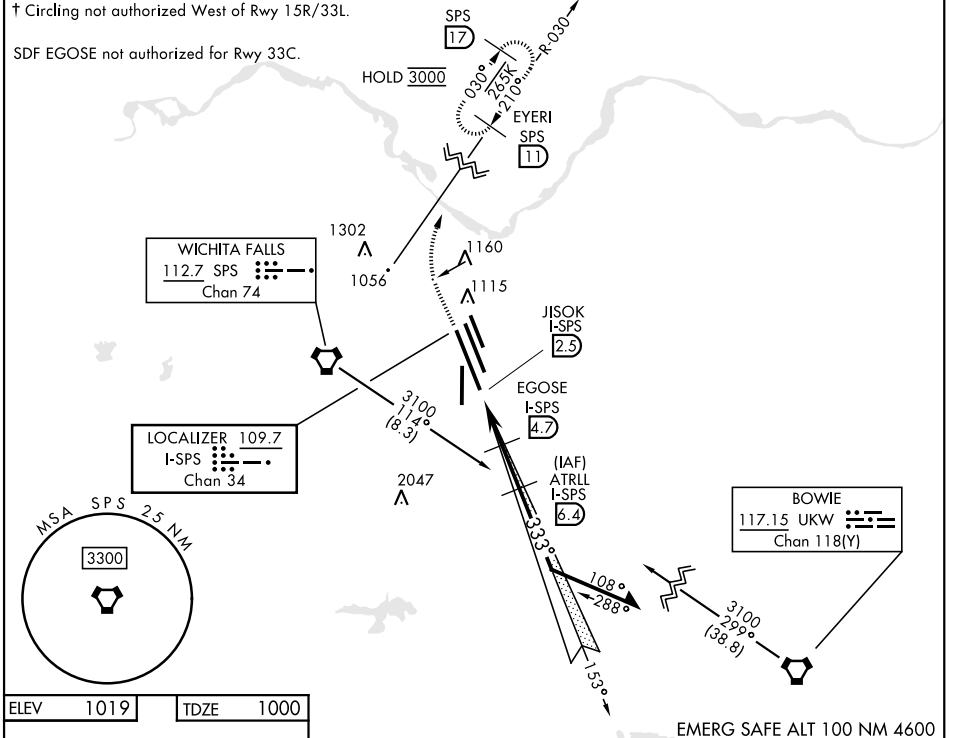 † Circling not authorized West of Rwy 15R/33L.
SDF EGOSE not authorized for Rwy 33C.
SPS
17
R-030
HOLD 3000
030°
265K
210°
EYERI
SPS
11
1302
1160
1056
1115
WICHITA FALLS
112.7 SPS
Chan 74
JISOK
I-SPS
2.5
EGOSE
I-SPS
4.7
3100
114°
(8.3)
LOCALIZER 109.7
I-SPS
Chan 34
(IAF)
ATRLL
I-SPS
6.4
2047
BOWIE
117.15 UKW
Chan 118(Y)
MSA SPS 25 NM
3300
333°
108°
288°
3100
299°
(38.8)
153°
ELEV 1019
TDZE 1000
EMERG SAFE ALT 100 NM 4600